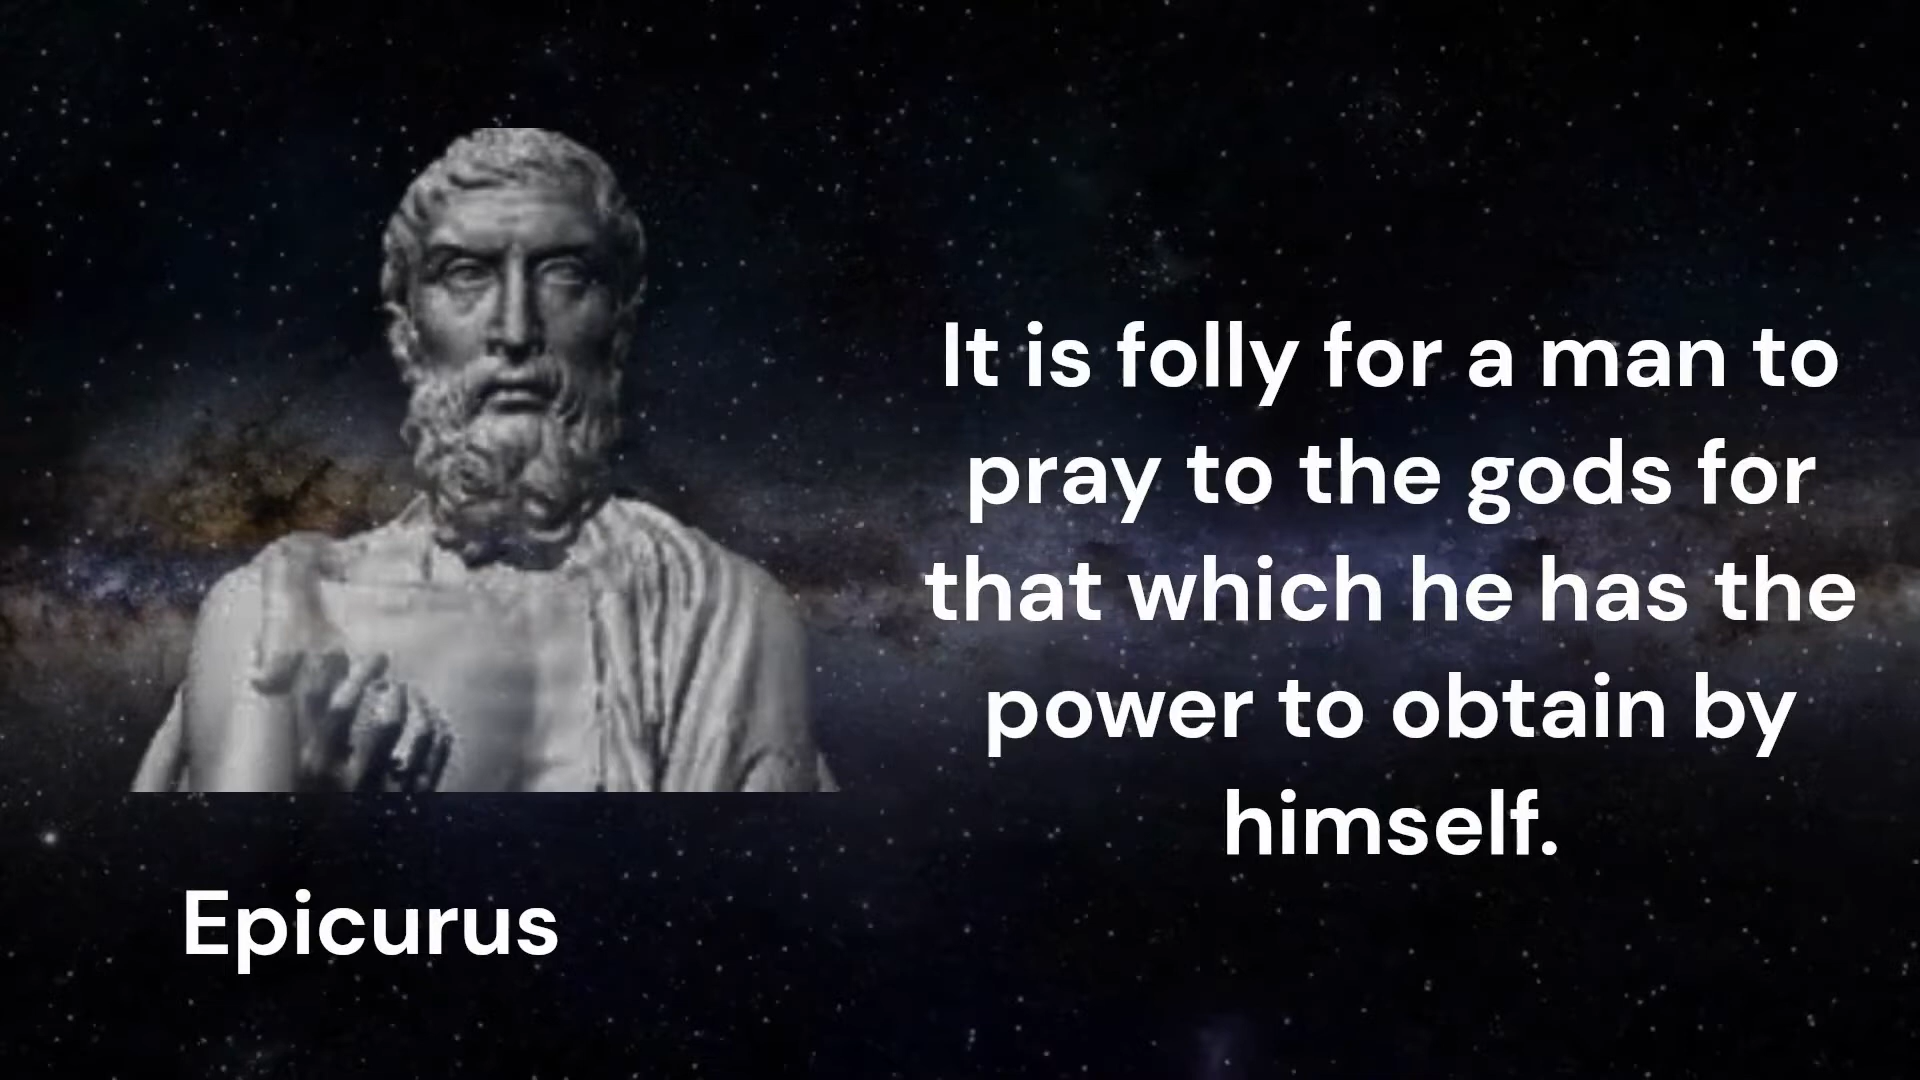 It is folly for a man to
pray to the gods for
that which he has the
power to obtain by
himself.
Epicurus